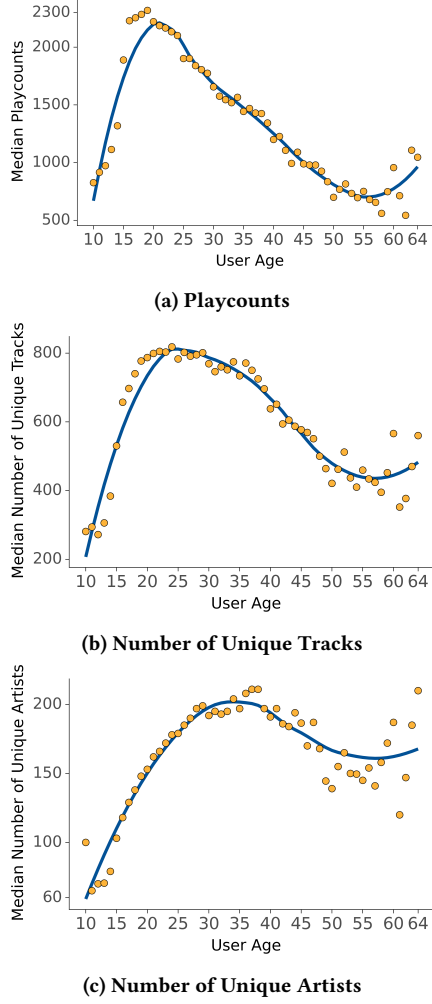 2300
2000
1500
1000
500
Median Playcounts
10 15 20 25 30 35 40 45 50 55 60 64
User Age
(a) Playcounts
800
600
400
200
Median Number of Unique Tracks
10 15 20 25 30 35 40 45 50 55 60 64
User Age
(b) Number of Unique Tracks
200
150
100
60
Median Number of Unique Artists
10 15 20 25 30 35 40 45 50 55 60 64
User Age
(c) Number of Unique Artists